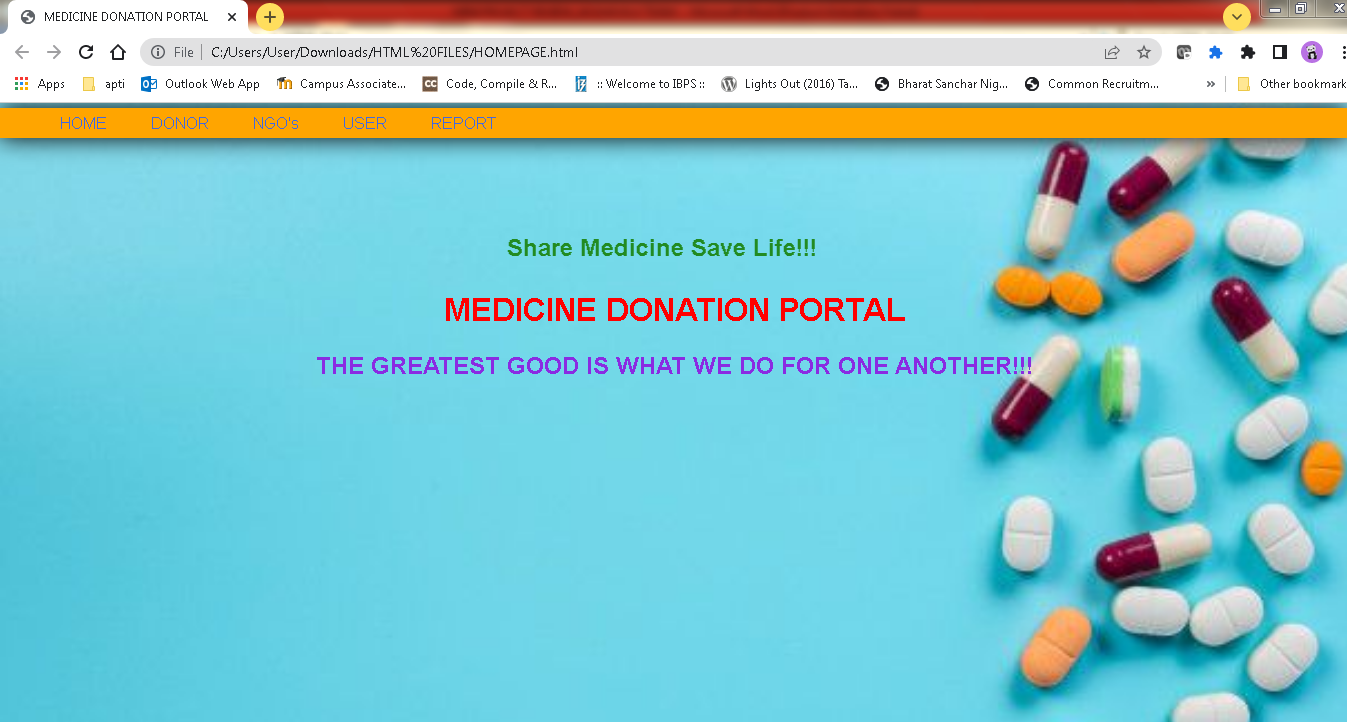 MEDICINE DONATION PORTAL
File C:/Users/User/Downloads/HTML%20FILES/HOMEPAGE.html
Apps apti Outlook Web App Campus Associate... Code, Compile & R... :: Welcome to IBPS :: Lights Out (2016) Ta... Bharat Sanchar Nig... Common Recruitm... » Other bookmark
HOME DONOR NGO's USER REPORT
Share Medicine Save Life!!!
MEDICINE DONATION PORTAL
THE GREATEST GOOD IS WHAT WE DO FOR ONE ANOTHER!!!